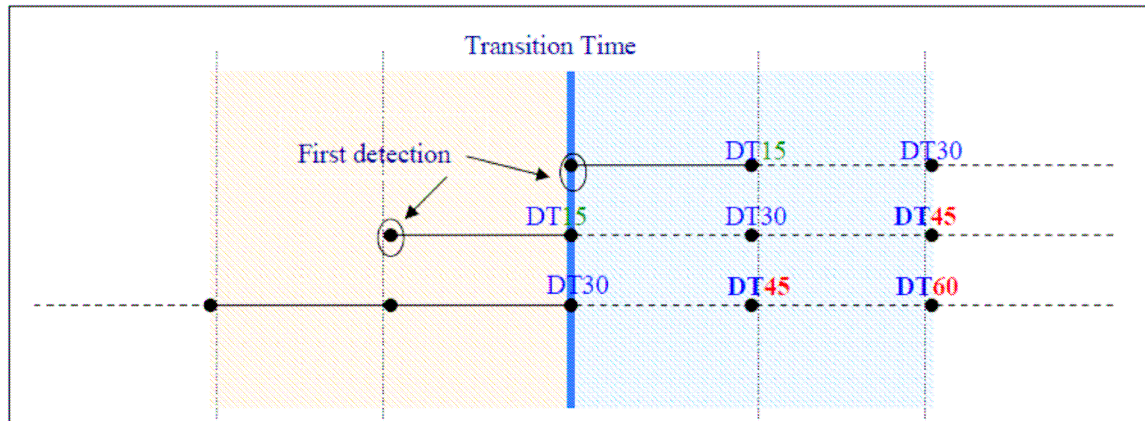 Transition Time
First detection
DT15 DT30
DT15 DT30 DT45
DT30 DT45 DT60